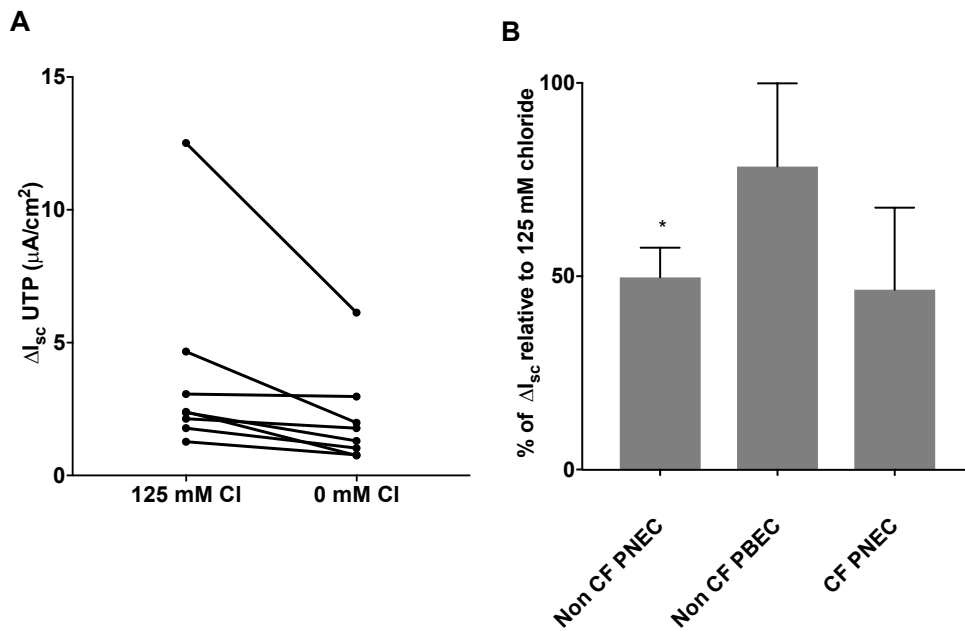 A
ΔIsc UTP (μA/cm²)
15
10
5
0
125 mM Cl
0 mM Cl
B
% of ΔIsc relative to 125 mM chloride
100
50
0
*
Non CF PNEC
Non CF PBEC
CF PNEC